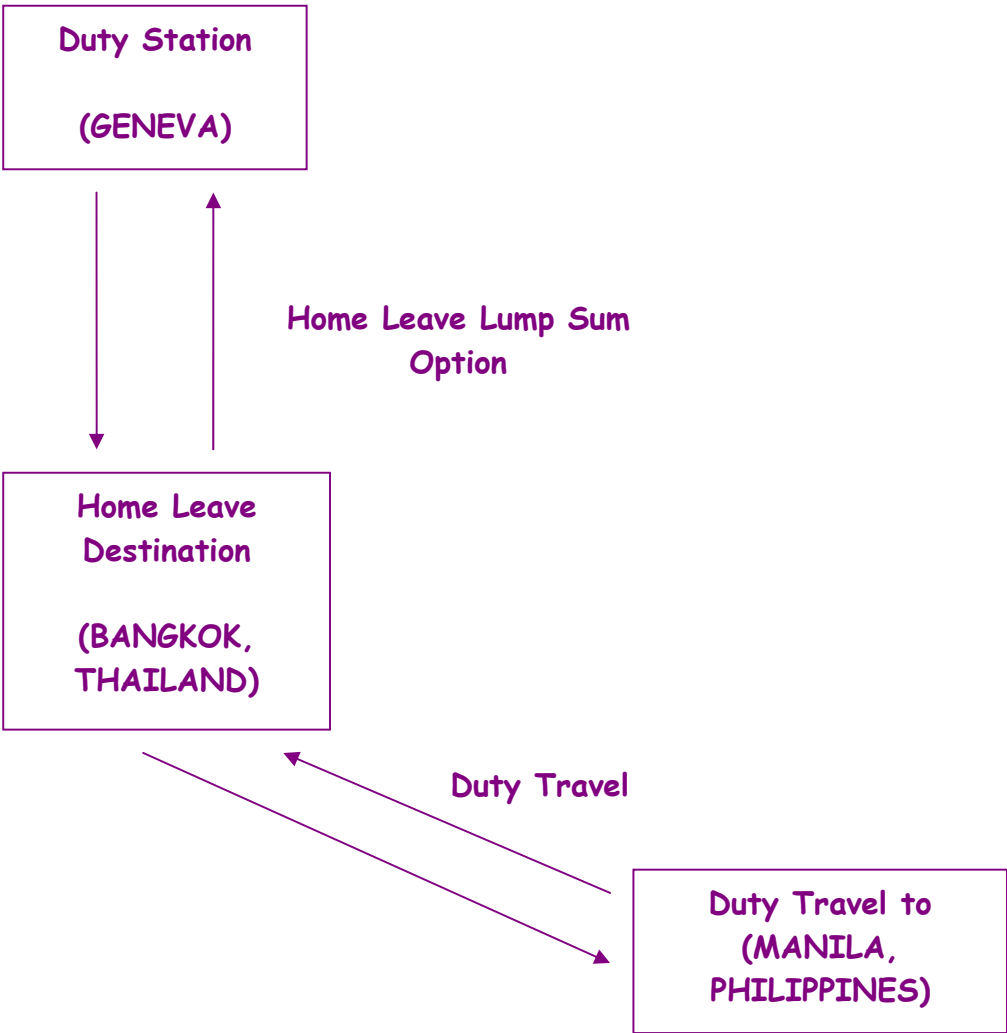 Duty Station
(GENEVA)
Home Leave Lump Sum
Option
Home Leave
Destination
(BANGKOK,
THAILAND)
Duty Travel
Duty Travel to
(MANILA,
PHILIPPINES)